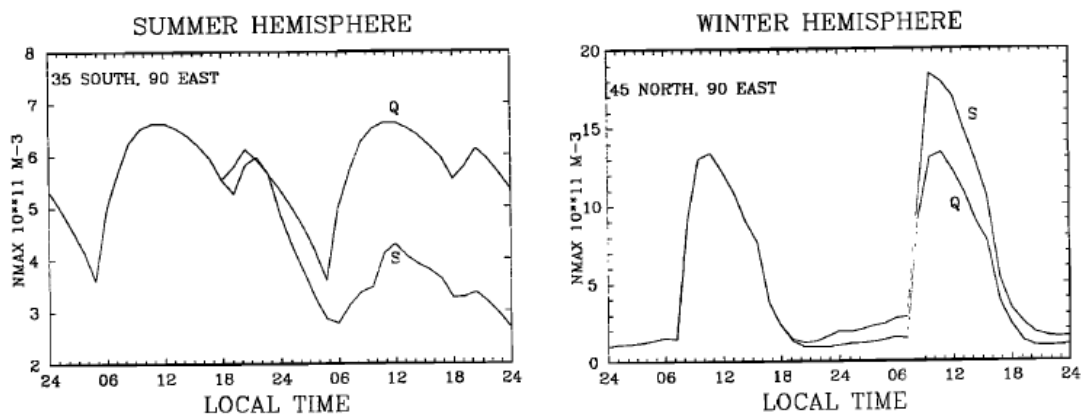 SUMMER HEMISPHERE
8
7
6
5
4
3
2
NMAX 10**11 M-3
35 SOUTH, 90 EAST
Q
S
24 06 12 18 24 06 12 18 24
LOCAL TIME
WINTER HEMISPHERE
20
15
10
5
0
NMAX 10**11 M-3
45 NORTH, 90 EAST
S
Q
24 06 12 18 24 06 12 18 24
LOCAL TIME